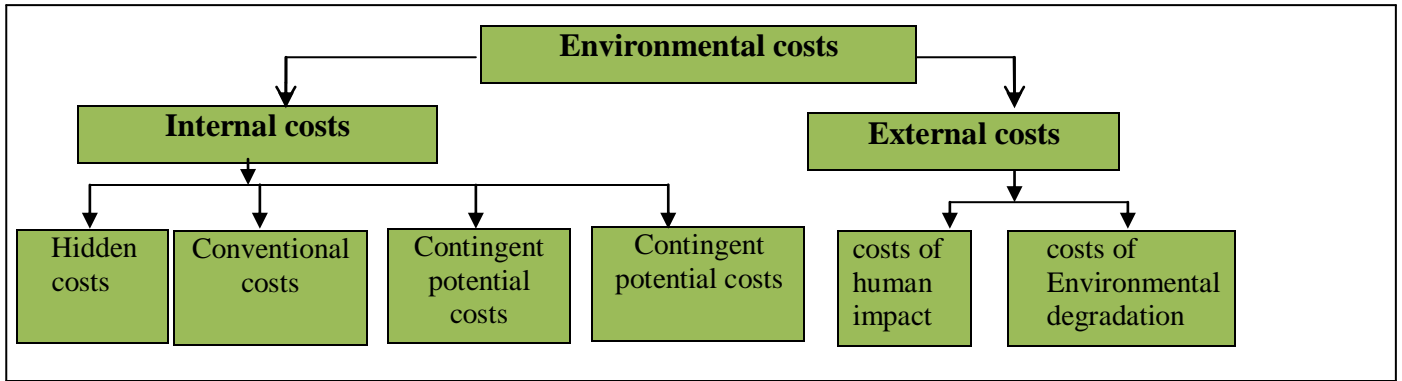 Environmental costs
Internal costs
External costs
Hidden
costs
Conventional
costs
Contingent
potential
costs
Contingent
potential costs
costs of
human
impact
costs of
Environmental
degradation